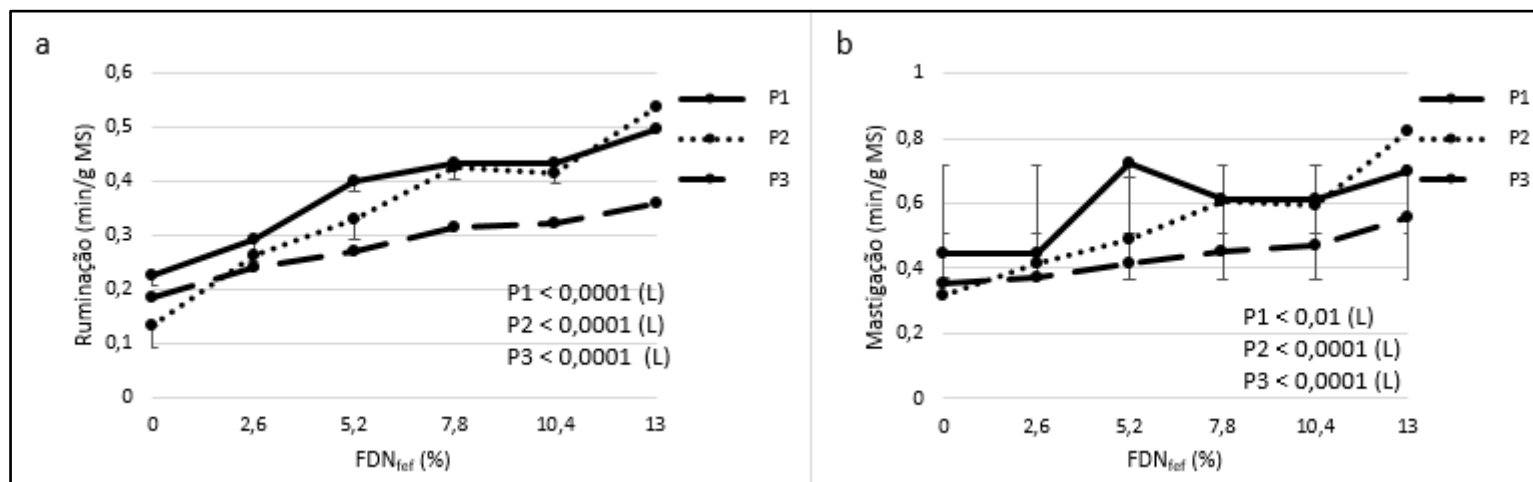 a
Ruminação (min/g MS)
0,6
0,5
0,4
0,3
0,2
0,1
0
0 2,6 5,2 7,8 10,4 13
FDNfef (%)
P1
P2
P3
P1 < 0,0001 (L)
P2 < 0,0001 (L)
P3 < 0,0001 (L)
b
Mastigação (min/g MS)
1
0,8
0,6
0,4
0,2
0
0 2,6 5,2 7,8 10,4 13
FDNfef (%)
P1
P2
P3
P1 < 0,01 (L)
P2 < 0,0001 (L)
P3 < 0,0001 (L)